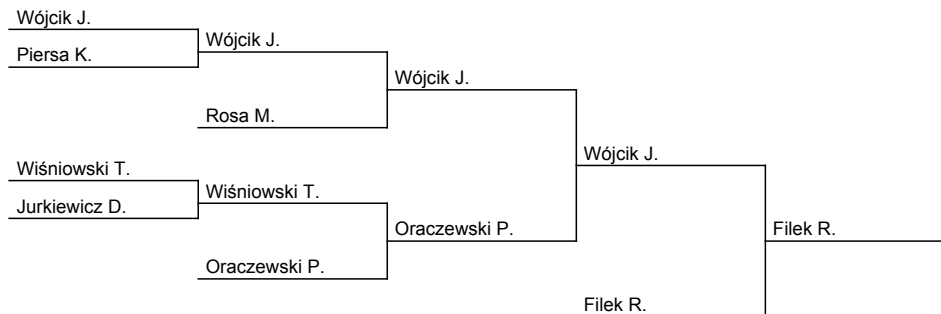 Wójcik J.
Piersa K.
Wójcik J.
Wójcik J.
Rosa M.
Wójcik J.
Wiśniowski T.
Jurkiewicz D.
Wiśniowski T.
Oraczewski P.
Filek R.
Oraczewski P.
Filek R.